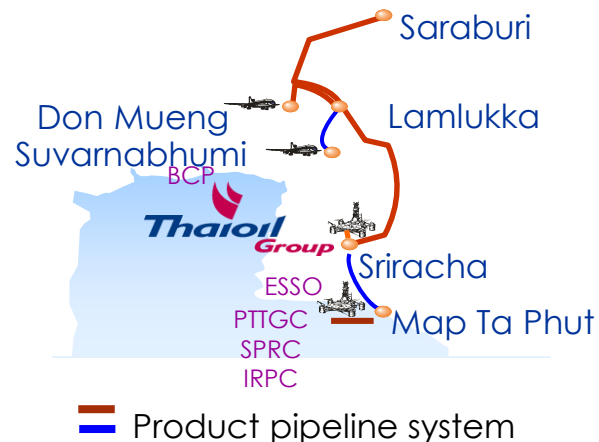 Saraburi
Don Mueng
Lamlukka
Suvarnabhumi
BCP
Thaioil
Group
Sriracha
ESSO
PTTGC
Map Ta Phut
SPRC
IRPC
Product pipeline system